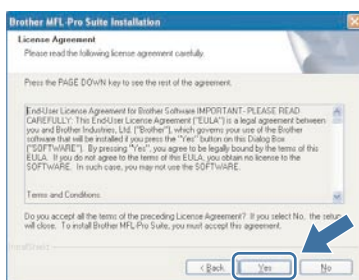 Brother MFL-Pro Suite Installation
License Agreement
Please read the following license agreement carefully.
Press the PAGE DOWN key to see the rest of the agreement.
End-User License Agreement for Brother Software IMPORTANT- PLEASE READ
CAREFULLY: This End-User License Agreement ("EULA") is a legal agreement between
you and Brother Industries, Ltd. ("Brother"), which governs your use of the Brother
software that will be installed if you press the "Yes" button on this Dialog Box
("SOFTWARE"). By pressing "Yes", you agree to be legally bound by the terms of this
EULA. If you do not agree to the terms of this EULA, you obtain no license to the
SOFTWARE. In such case, you may not use the SOFTWARE.
Terms and Conditions.
Do you accept all the terms of the preceding License Agreement? If you select No, the setup
will close. To install Brother MFL-Pro Suite, you must accept this agreement.
InstallShield
< Back Yes No